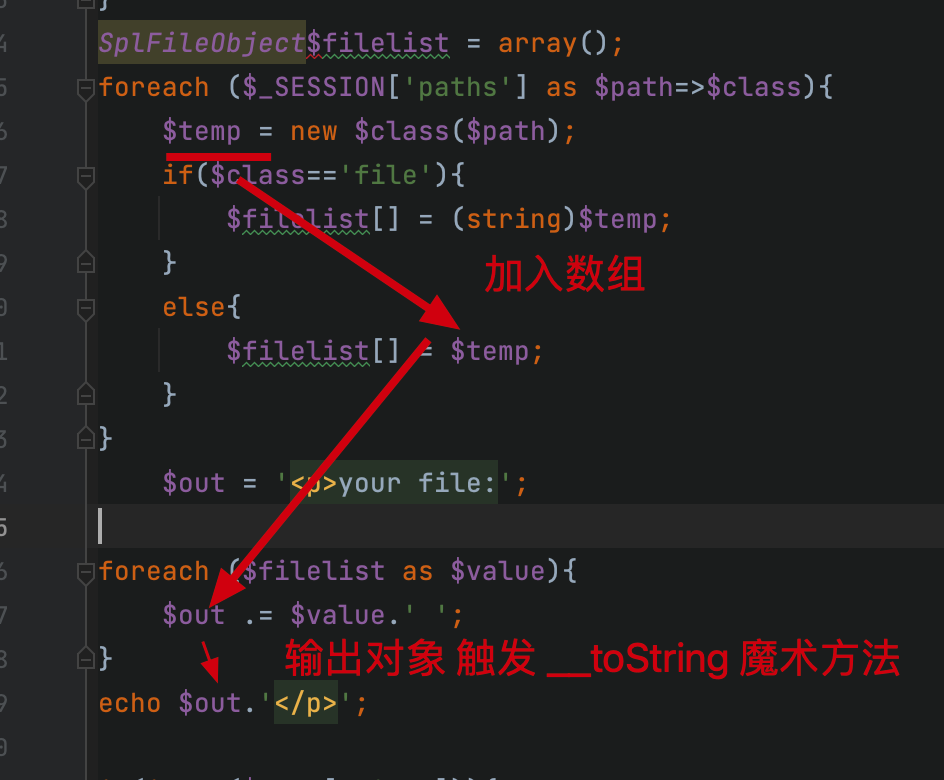 }
SplFileObject$filelist = array();
foreach ($_SESSION['paths'] as $path=>$class){
$temp = new $class($path);
if($class=='file'){
$filelist[] = (string)$temp;
}
加入数组
else{
$filelist[] = $temp;
}
}
$out = '<p>your file:';
foreach ($filelist as $value){
$out .= $value.' ';
}
输出对象 触发 __toString 魔术方法
echo $out.'</p>';